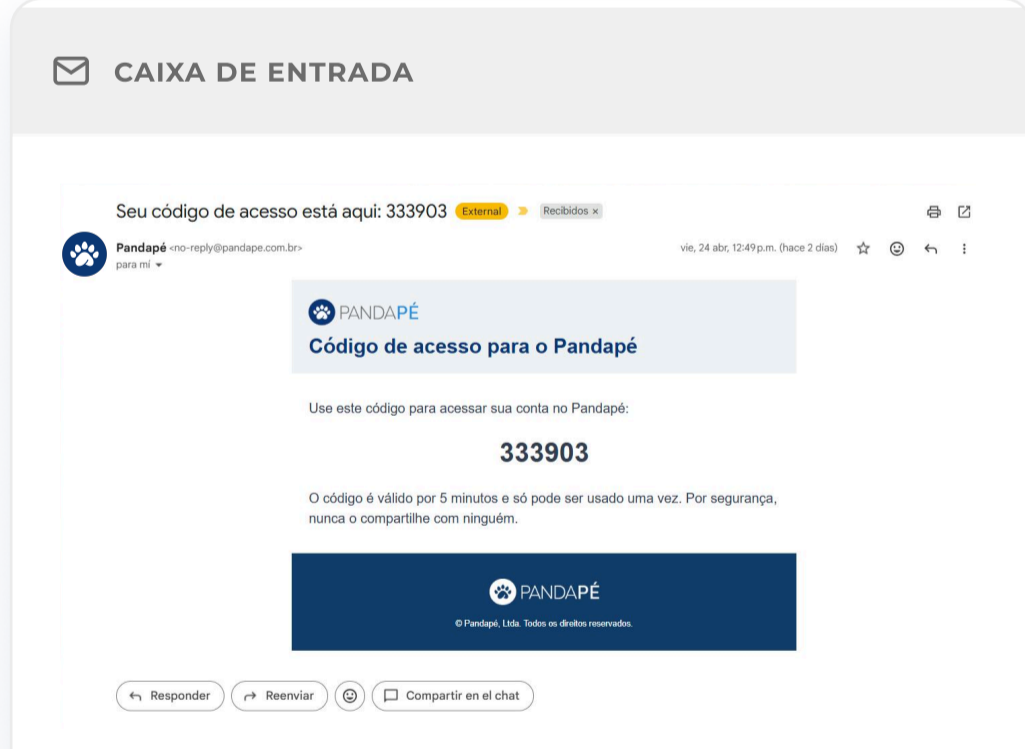 CAIXA DE ENTRADA
Seu código de acesso está aqui: 333903 External Recibidos ×
Pandapé <no-reply@pandape.com.br> vie, 24 abr, 12:49 p.m. (hace 2 días)
para mí
PANDAPÉ
Código de acesso para o Pandapé
Use este código para acessar sua conta no Pandapé:
333903
O código é válido por 5 minutos e só pode ser usado uma vez. Por segurança,
nunca o compartilhe com ninguém.
PANDAPÉ
© Pandapé, Ltda. Todos os direitos reservados.
Responder Reenviar Compartir en el chat